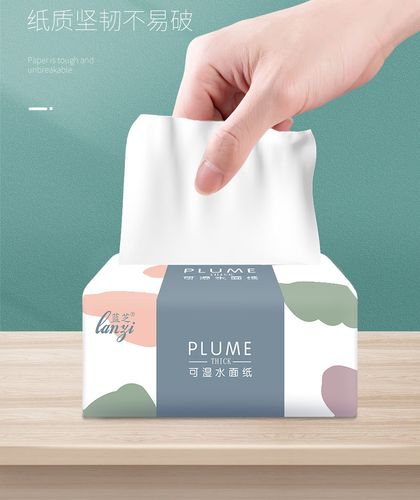 纸质坚韧不易破
Paper is tough and
unbreakable
PLUME
可湿水面纸
蓝芝®
lanzi
PLUME
THICK
可湿水面纸